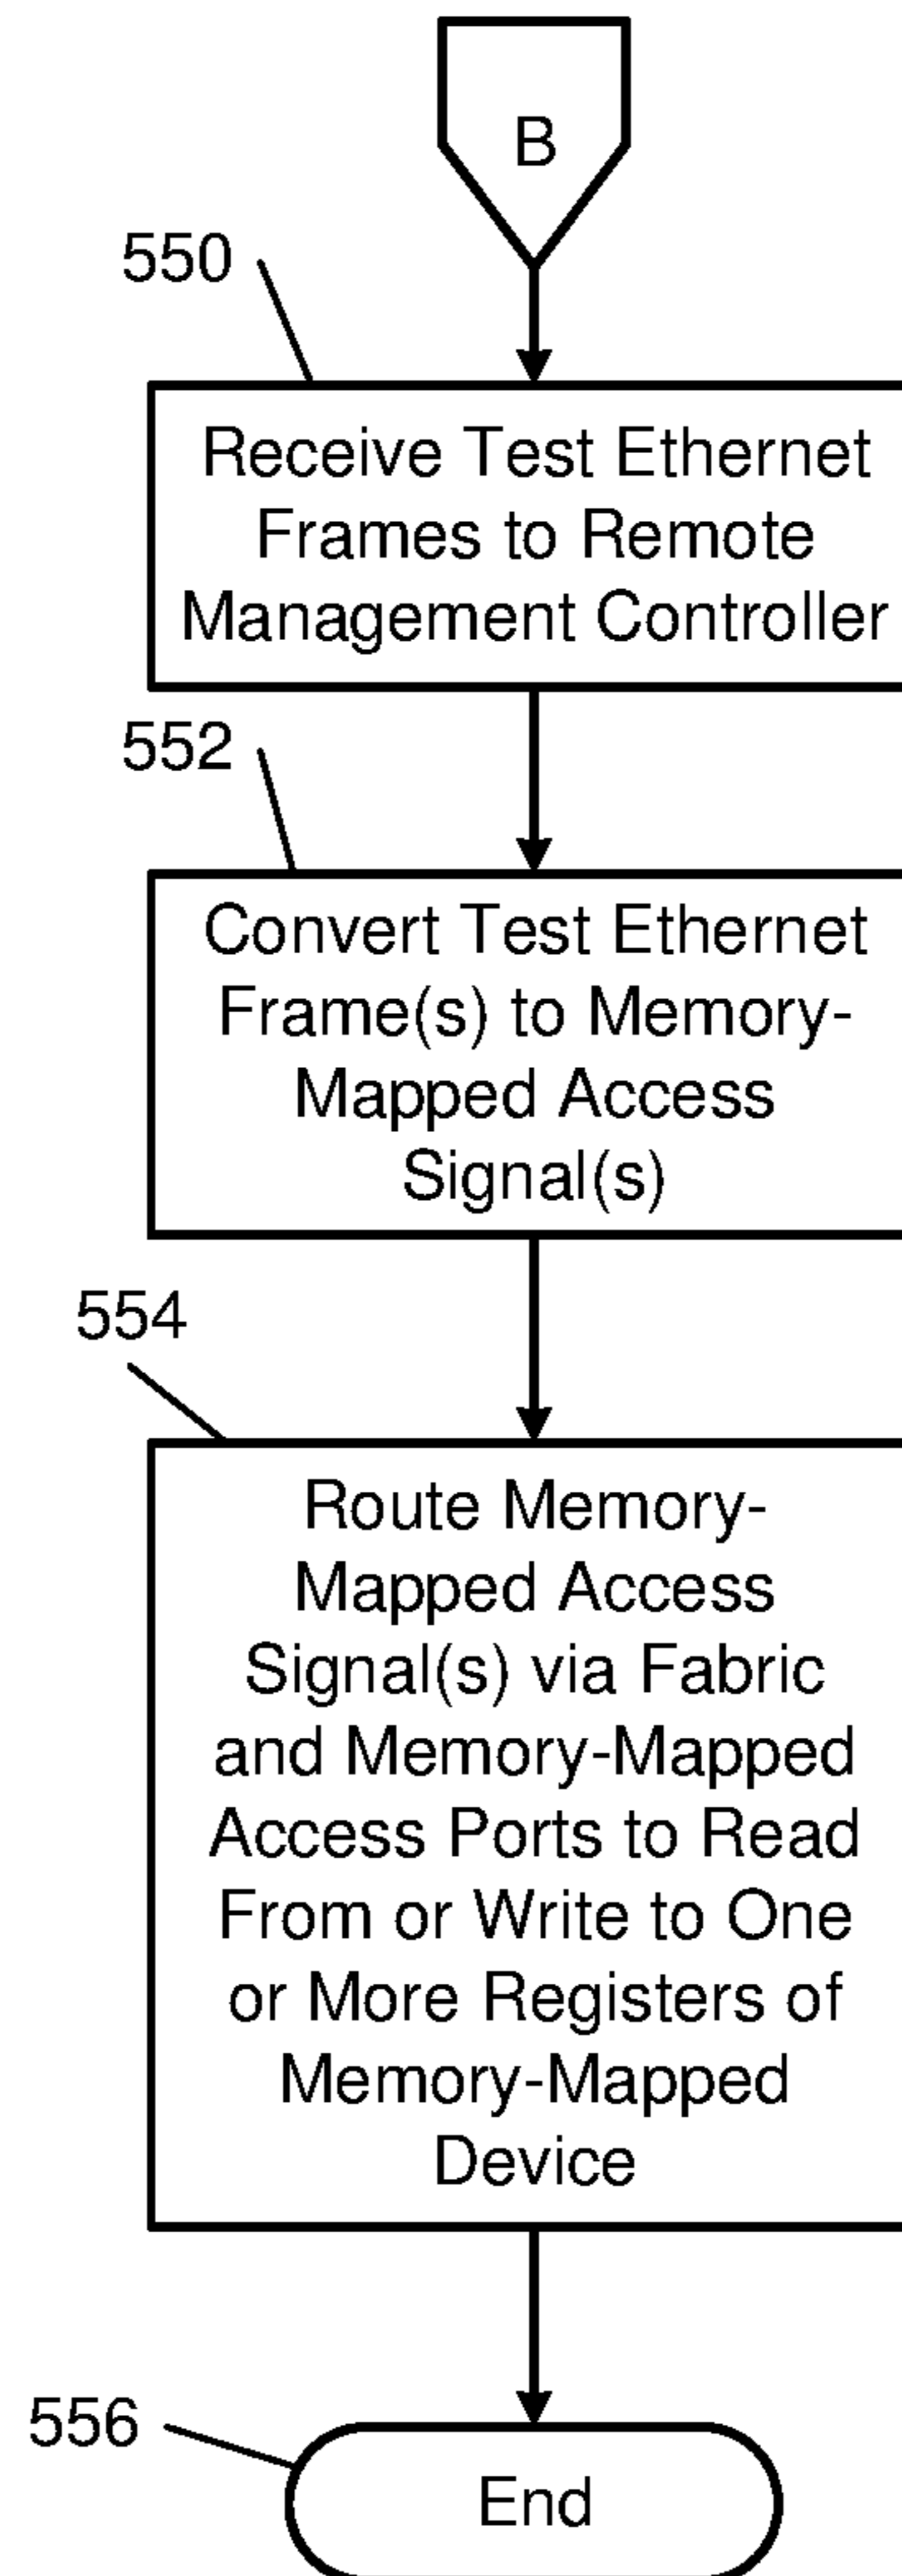 B
550
Receive Test Ethernet
Frames to Remote
Management Controller
552
Convert Test Ethernet
Frame(s) to Memory-
Mapped Access
Signal(s)
554
Route Memory-
Mapped Access
Signal(s) via Fabric
and Memory-Mapped
Access Ports to Read
From or Write to One
or More Registers of
Memory-Mapped
Device
556
End